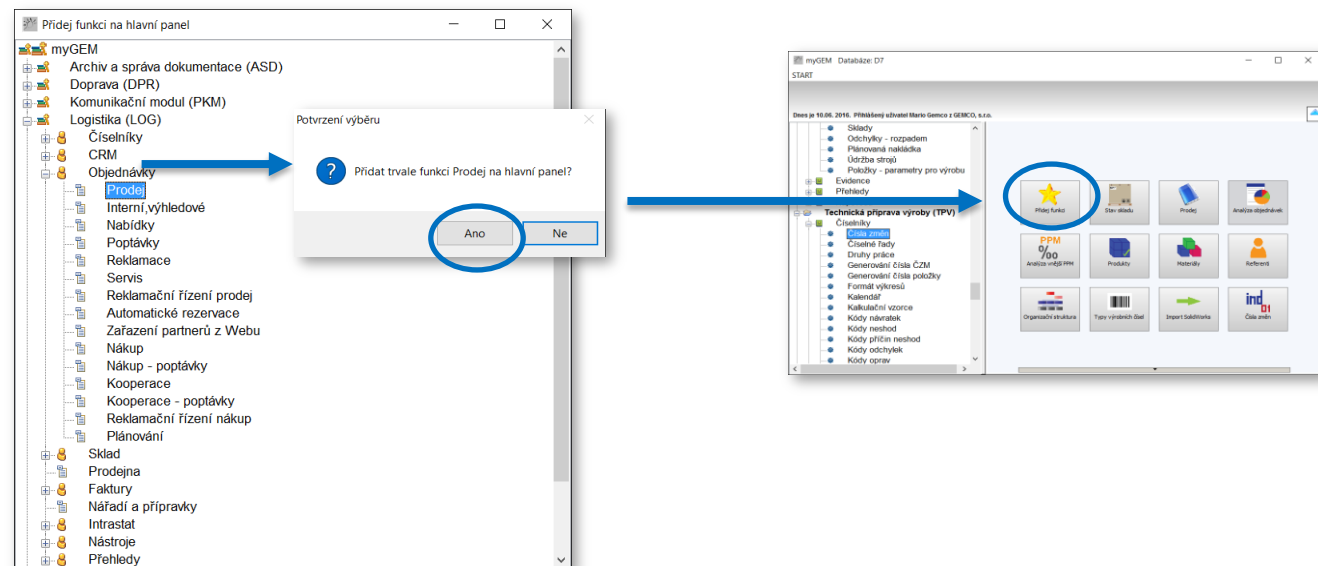 Přidej funkci na hlavní panel
myGEM
Archiv a správa dokumentace (ASD)
Doprava (DPR)
Komunikační modul (PKM)
Logistika (LOG)
Číselníky
CRM
Objednávky
Prodej
Interní,výhledové
Nabídky
Poptávky
Reklamace
Servis
Reklamační řízení prodej
Automatické rezervace
Zařazení partnerů z Webu
Nákup
Nákup - poptávky
Kooperace
Kooperace - poptávky
Reklamační řízení nákup
Plánování
Sklad
Prodejna
Faktury
Nářadí a přípravky
Intrastat
Nástroje
Přehledy
Potvrzení výběru
Přidat trvale funkci Prodej na hlavní panel?
Ano Ne
myGEM Databáze: D7
START
Dnes je 10.06. 2016. Přihlášený uživatel Mario Gemco z GEMCO, s.r.o.
Sklady
Odchylky - rozpadem
Plánovaná nakládka
Údržba strojů
Položky - parametry pro výrobu
Evidence
Přehledy
Technická příprava výroby (TPV)
Číselníky
Čísla změn
Číselné řady
Druhy práce
Generování čísla ČZM
Generování čísla položky
Formát výkresů
Kalendář
Kalkulační vzorce
Kódy návratek
Kódy neshod
Kódy příčin neshod
Kódy odchylek
Kódy oprav
Přidej funkci Stav skladu Prodej Analýza objednávek
PPM
%00
Analýza vnější PPM Produkty Materiály Referenti
ind
01
Organizační struktura Typy výrobních čísel Import SolidWorks Čísla změn